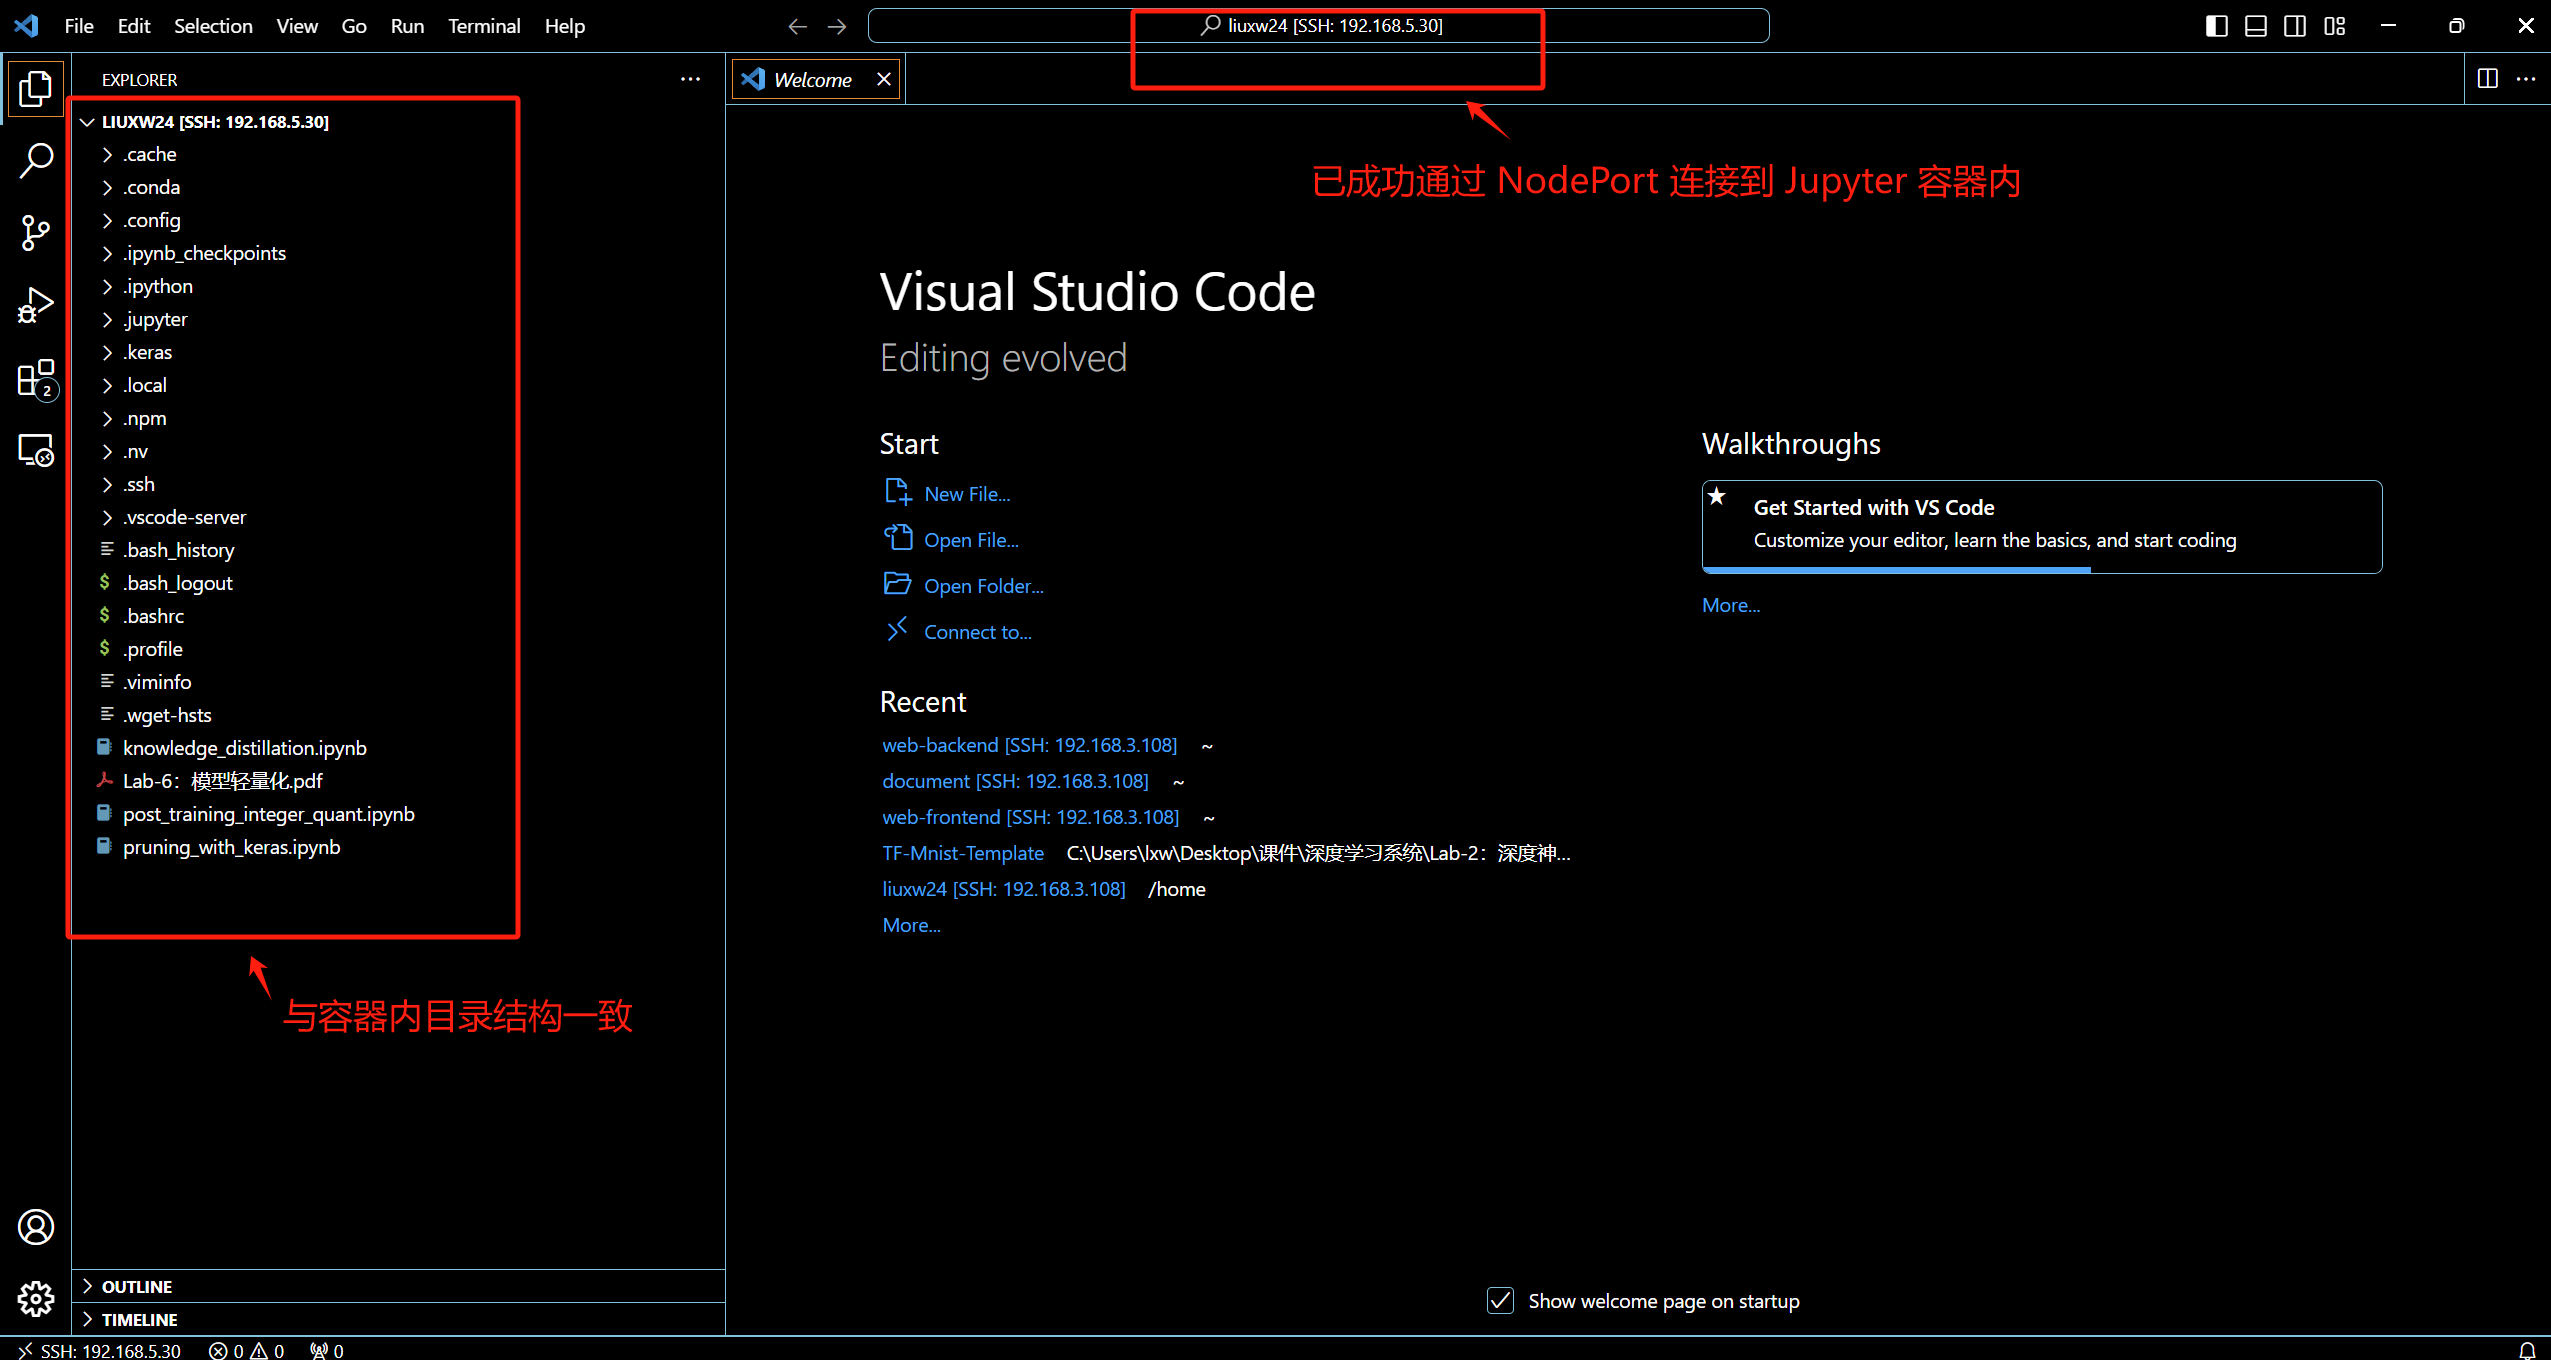 File Edit Selection View Go Run Terminal Help
liuxw24 [SSH: 192.168.5.30]
EXPLORER
Welcome
LIUXW24 [SSH: 192.168.5.30]
.cache
.conda
.config
.ipynb_checkpoints
.ipython
.jupyter
.keras
.local
.npm
.nv
.ssh
.vscode-server
.bash_history
.bash_logout
.bashrc
.profile
.viminfo
.wget-hsts
knowledge_distillation.ipynb
Lab-6：模型轻量化.pdf
post_training_integer_quant.ipynb
pruning_with_keras.ipynb
2
与容器内目录结构一致
OUTLINE
TIMELINE
已成功通过 NodePort 连接到 Jupyter 容器内
Visual Studio Code
Editing evolved
Start
New File...
Open File...
Open Folder...
Connect to...
Recent
web-backend [SSH: 192.168.3.108] ~
document [SSH: 192.168.3.108] ~
web-frontend [SSH: 192.168.3.108] ~
TF-Mnist-Template C:\Users\lxw\Desktop\课件\深度学习系统\Lab-2：深度神...
liuxw24 [SSH: 192.168.3.108] /home
More...
Walkthroughs
Get Started with VS Code
Customize your editor, learn the basics, and start coding
More...
Show welcome page on startup
SSH: 192.168.5.30 0 0 0